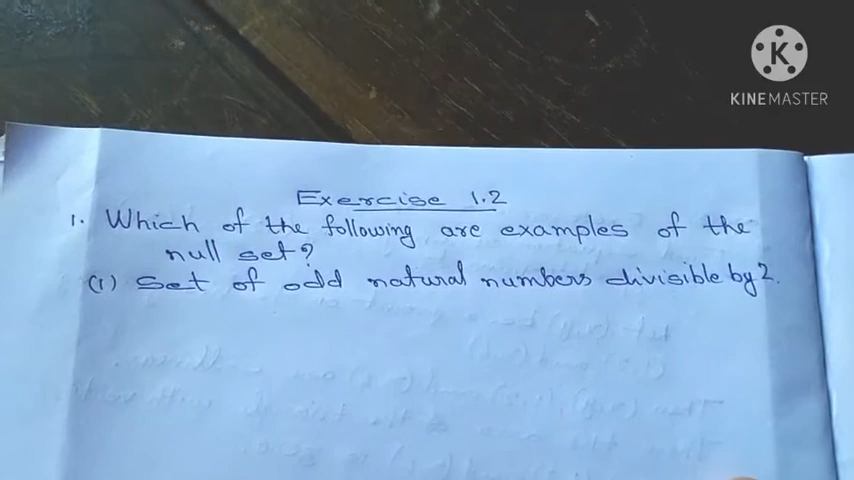 KINEMASTER
Exercise 1.2
1. Which of the following are examples of the
null set?
(1) Set of odd natural numbers divisible by 2.